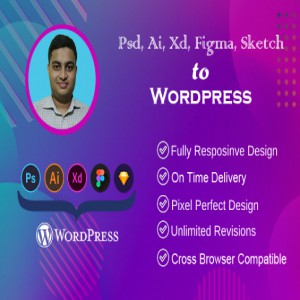 Psd, Ai, Xd, Figma, Sketch
to
WORDPRESS
Fully Resposinve Design
On Time Delivery
Pixel Perfect Design
Unlimited Revisions
Cross Browser Compatible
Ps Ai Xd
WORDPRESS